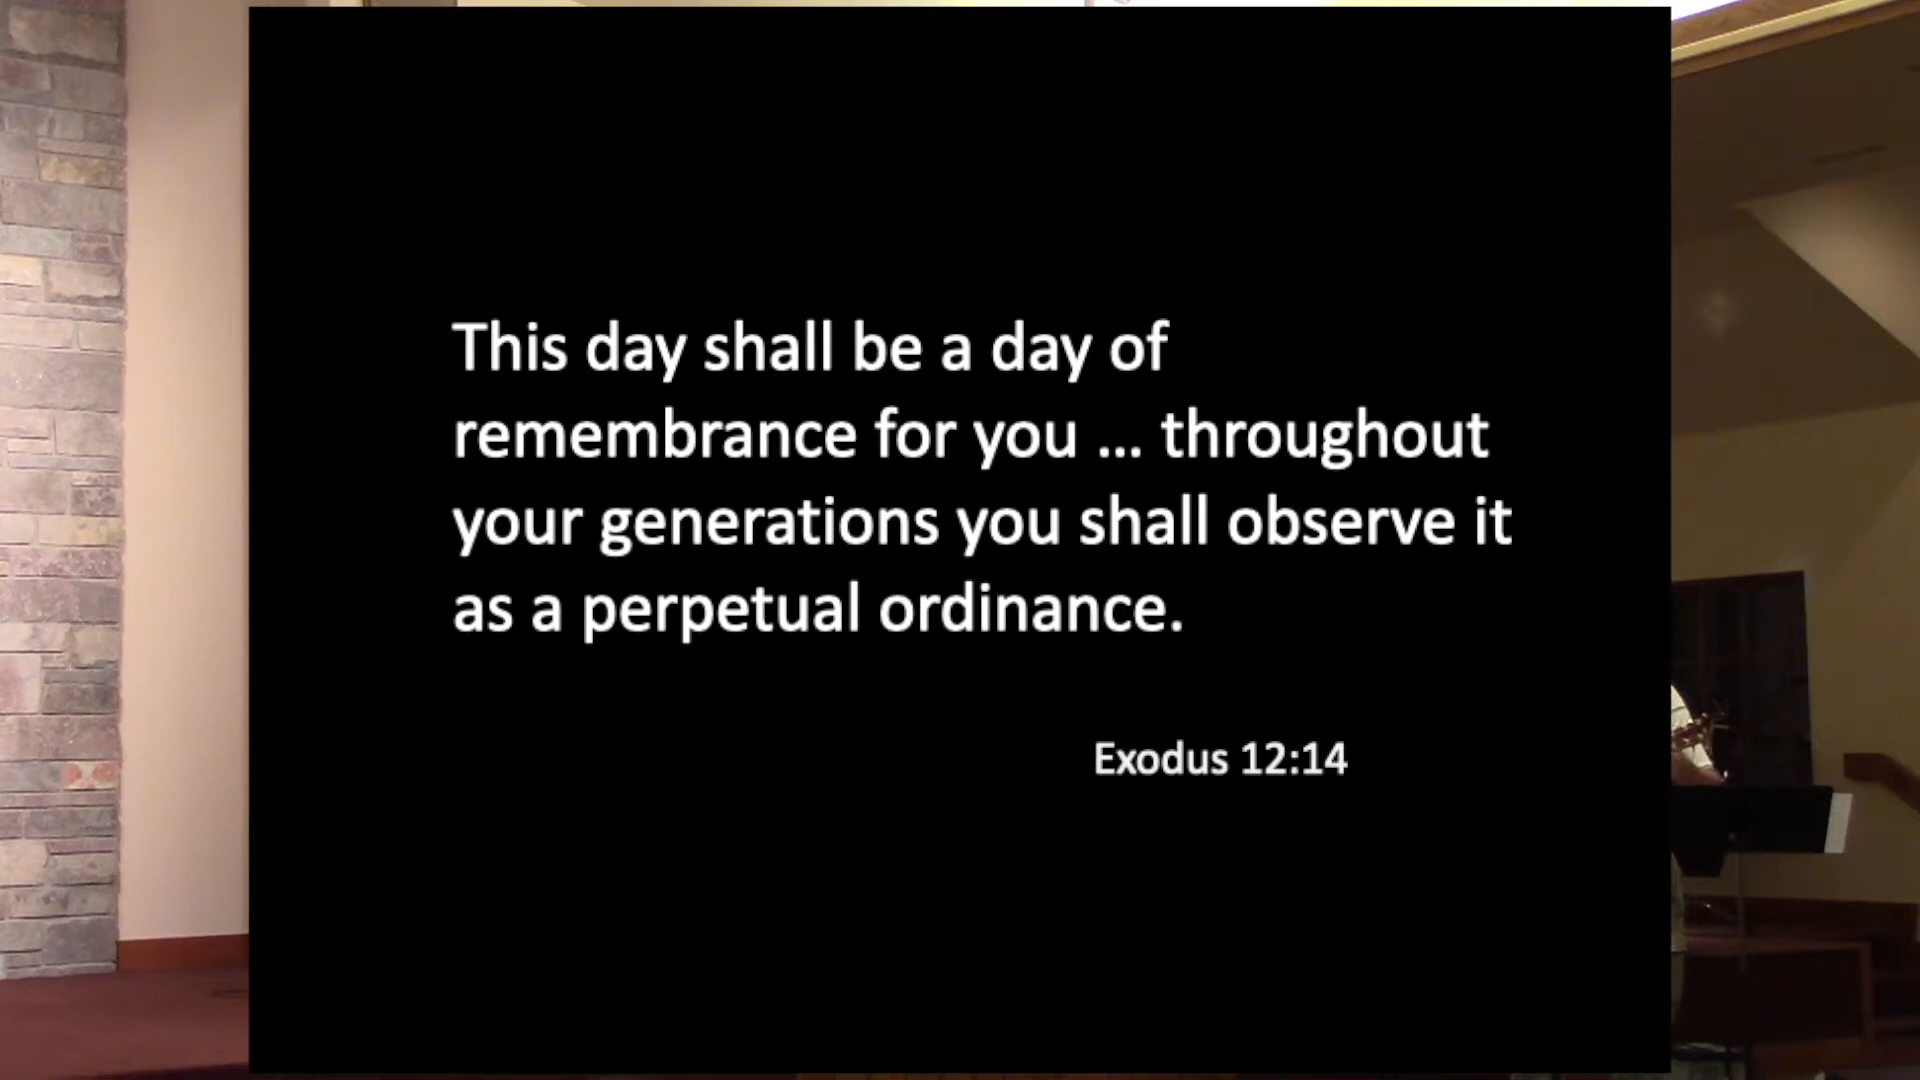 This day shall be a day of
remembrance for you ... throughout
your generations you shall observe it
as a perpetual ordinance.
Exodus 12:14